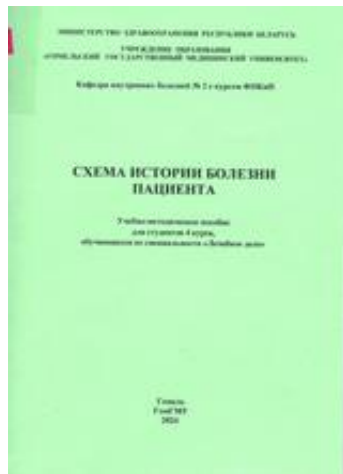 МИНИСТЕРСТВО ЗДРАВООХРАНЕНИЯ РЕСПУБЛИКИ БЕЛАРУСЬ
УЧРЕЖДЕНИЕ ОБРАЗОВАНИЯ
«ГОМЕЛЬСКИЙ ГОСУДАРСТВЕННЫЙ МЕДИЦИНСКИЙ УНИВЕРСИТЕТ»
Кафедра внутренних болезней № 2 с курсом ФПКиП
СХЕМА ИСТОРИИ БОЛЕЗНИ
ПАЦИЕНТА
Учебно-методическое пособие
для студентов 4 курса,
обучающихся по специальности «Лечебное дело»
Гомель
ГомГМУ
2024